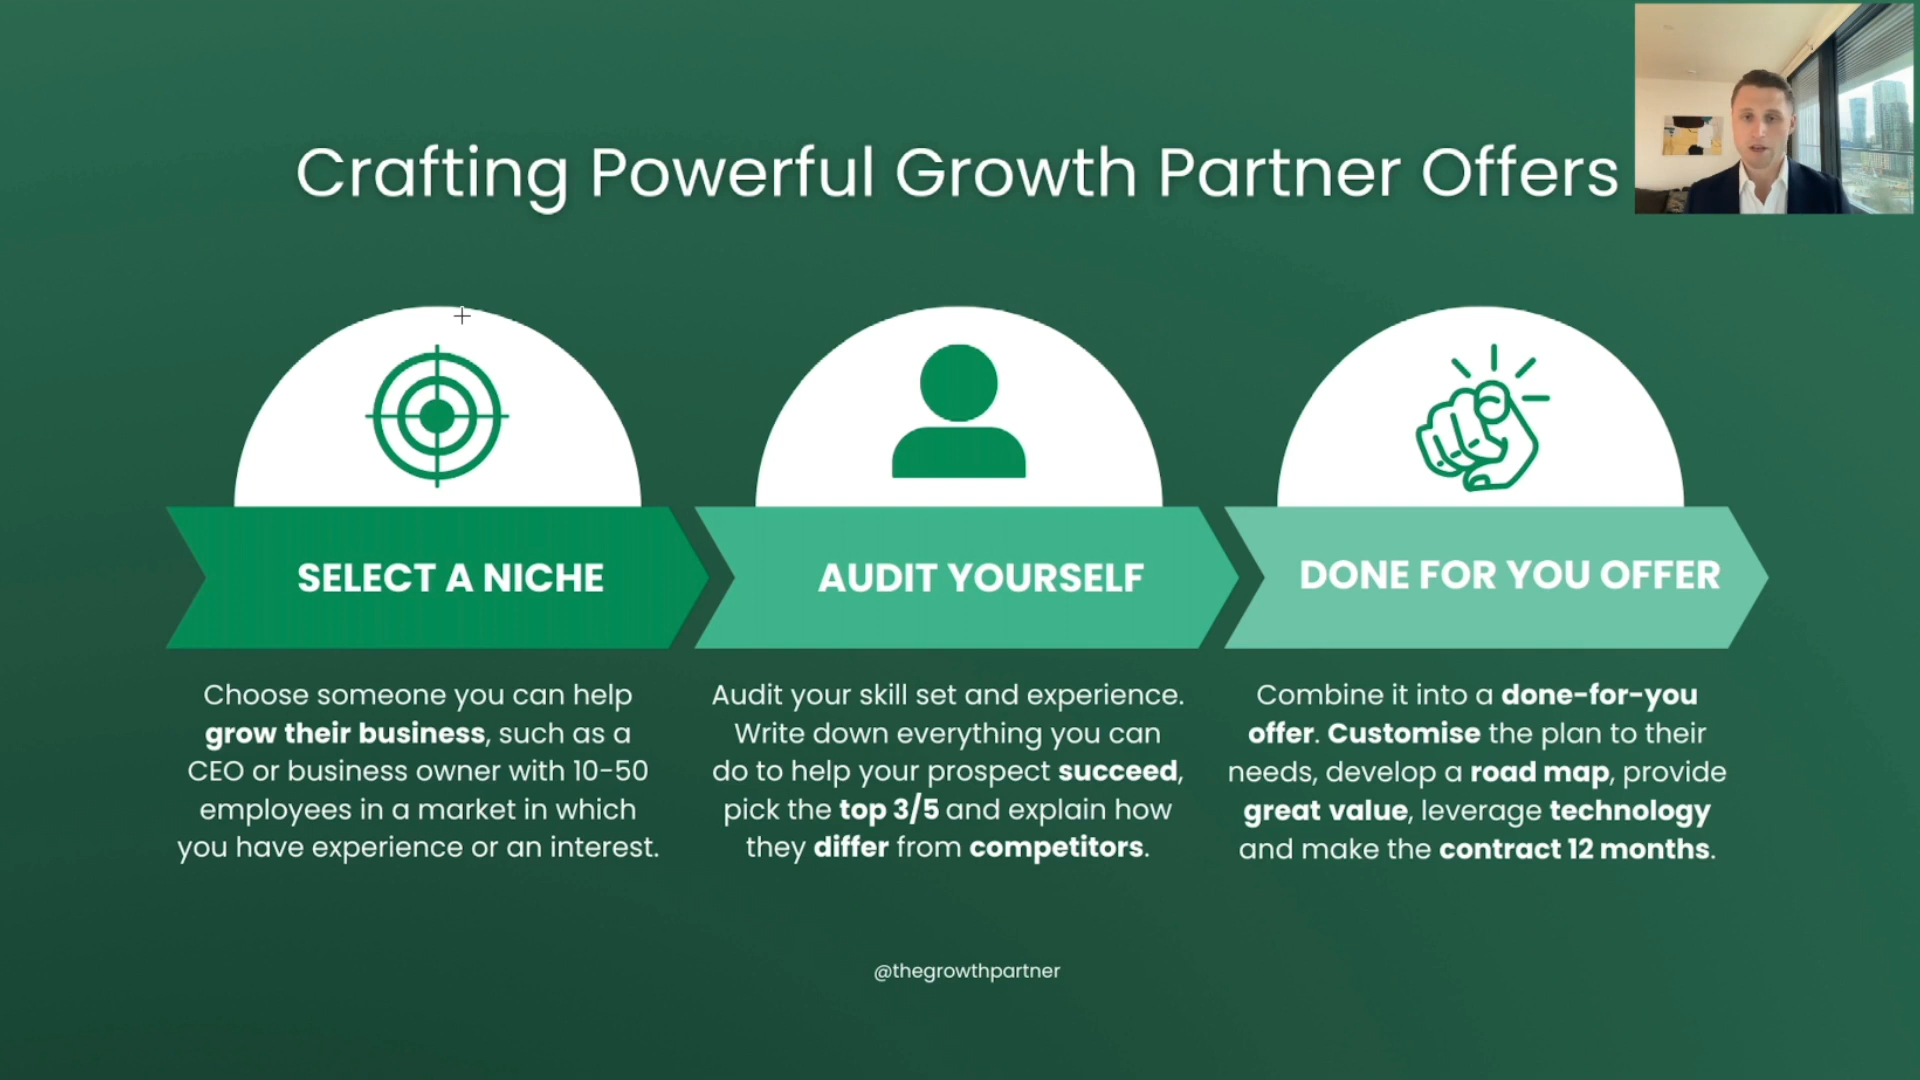 Crafting Powerful Growth Partner Offers
SELECT A NICHE
Choose someone you can help
grow their business, such as a
CEO or business owner with 10-50
employees in a market in which
you have experience or an interest.
AUDIT YOURSELF
Audit your skill set and experience.
Write down everything you can
do to help your prospect succeed,
pick the top 3/5 and explain how
they differ from competitors.
DONE FOR YOU OFFER
Combine it into a done-for-you
offer. Customise the plan to their
needs, develop a road map, provide
great value, leverage technology
and make the contract 12 months.
@thegrowthpartner